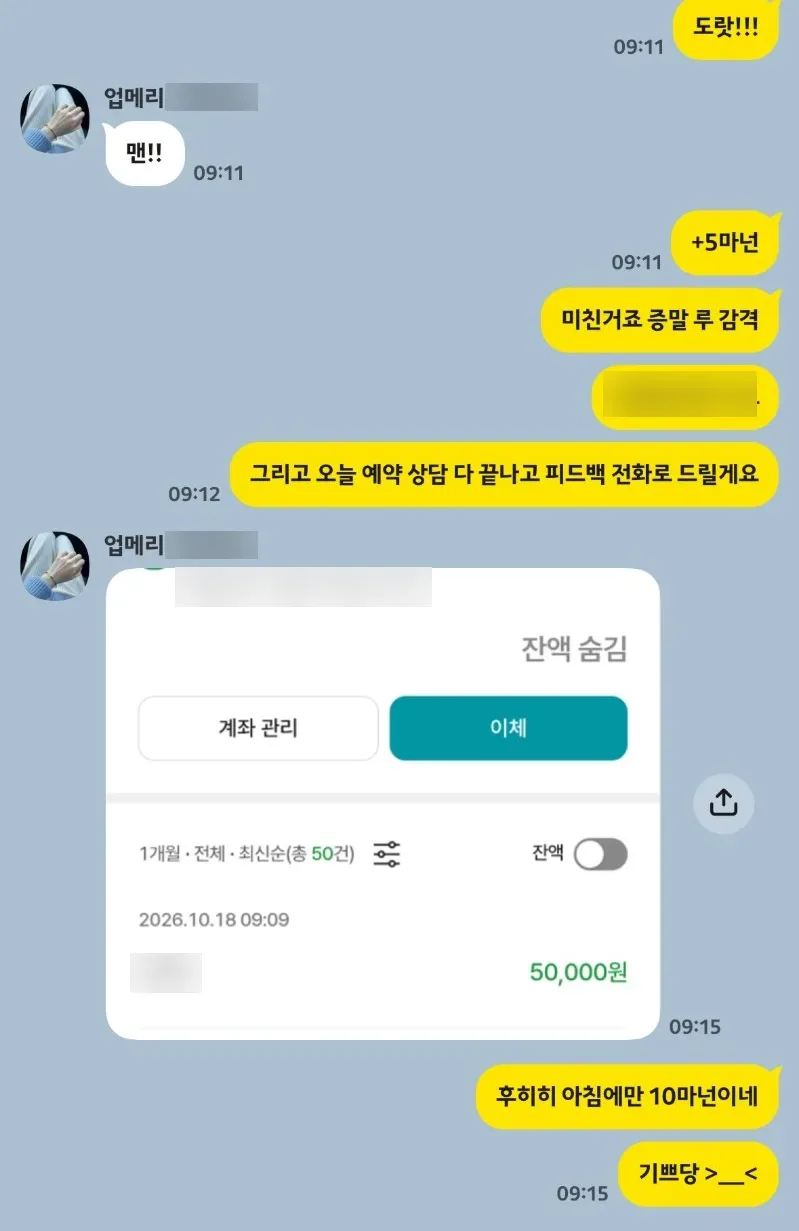 도랏!!!
09:11
업메리
맨!!
09:11
+5마넌
09:11
미친거죠 증말 루 감격
.
그리고 오늘 예약 상담 다 끝나고 피드백 전화로 드릴게요
09:12
업메리
잔액 숨김
계좌 관리
이체
1개월 · 전체 · 최신순(총 50건)
잔액
2026.10.18 09:09
50,000원
09:15
후히히 아침에만 10마넌이네
기쁘당 >__<
09:15